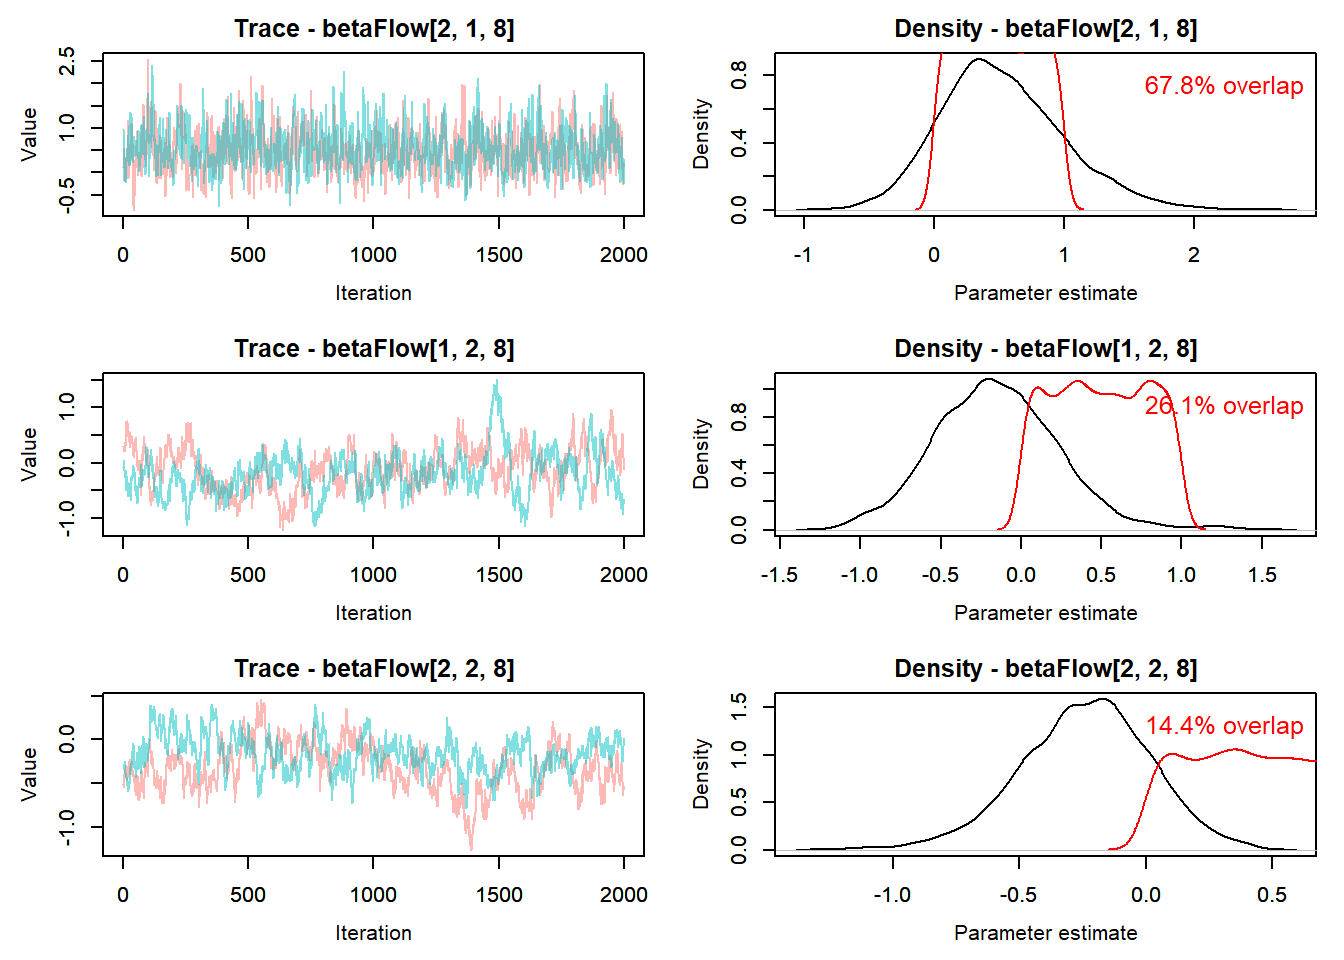 Trace - betaFlow[2, 1, 8]
Value
2.5
1.0
-0.5
0 500 1000 1500 2000
Iteration
Density - betaFlow[2, 1, 8]
Density
0.8
0.4
0.0
67.8% overlap
-1 0 1 2
Parameter estimate
Trace - betaFlow[1, 2, 8]
Value
1.0
0.0
-1.0
0 500 1000 1500 2000
Iteration
Density - betaFlow[1, 2, 8]
Density
0.8
0.4
0.0
26.1% overlap
-1.5 -1.0 -0.5 0.0 0.5 1.0 1.5
Parameter estimate
Trace - betaFlow[2, 2, 8]
Value
0.0
-1.0
0 500 1000 1500 2000
Iteration
Density - betaFlow[2, 2, 8]
Density
1.5
1.0
0.5
0.0
14.4% overlap
-1.0 -0.5 0.0 0.5
Parameter estimate